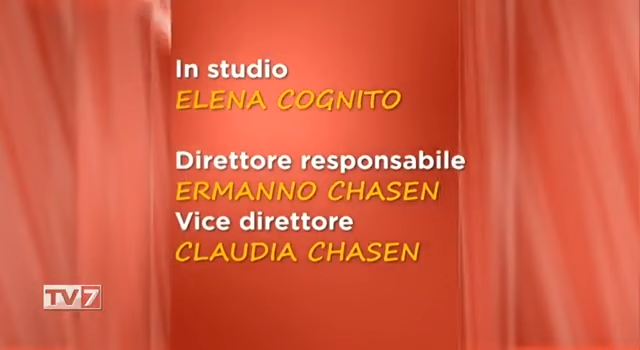 In studio
ELENA COGNITO
Direttore responsabile
ERMANNO CHASEN
Vice direttore
CLAUDIA CHASEN
TV7